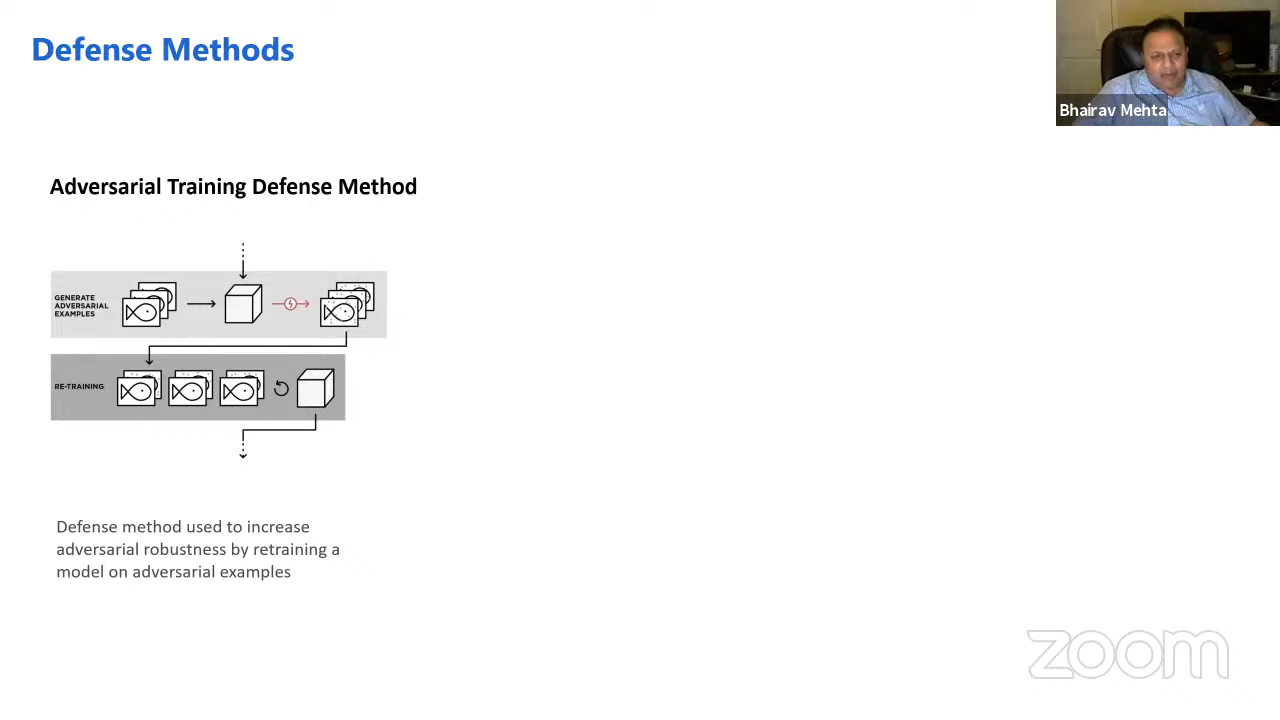 Defense Methods
Bhairav Mehta
Adversarial Training Defense Method
GENERATE
ADVERSARIAL
EXAMPLES
RE-TRAINING
Defense method used to increase
adversarial robustness by retraining a
model on adversarial examples
zoom